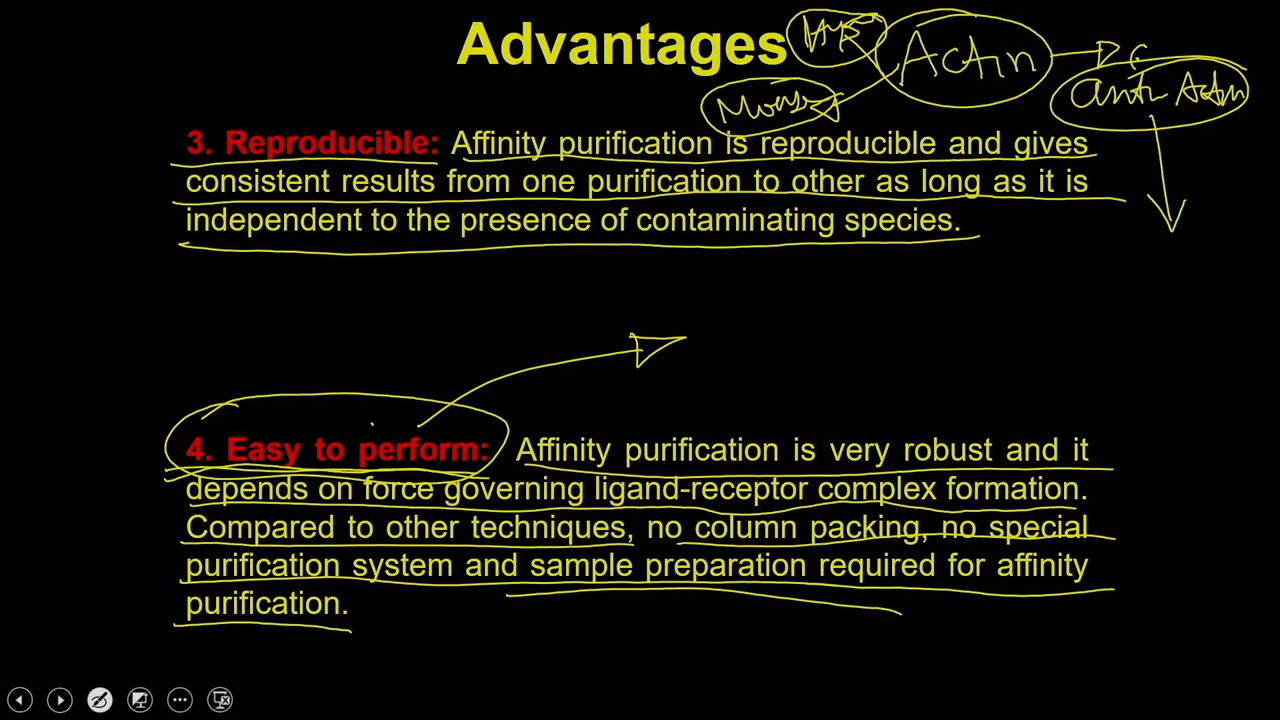 Advantages
Actin
Mouse
anti-Actin
3. Reproducible: Affinity purification is reproducible and gives
consistent results from one purification to other as long as it is
independent to the presence of contaminating species.
4. Easy to perform: Affinity purification is very robust and it
depends on force governing ligand-receptor complex formation.
Compared to other techniques, no column packing, no special
purification system and sample preparation required for affinity
purification.